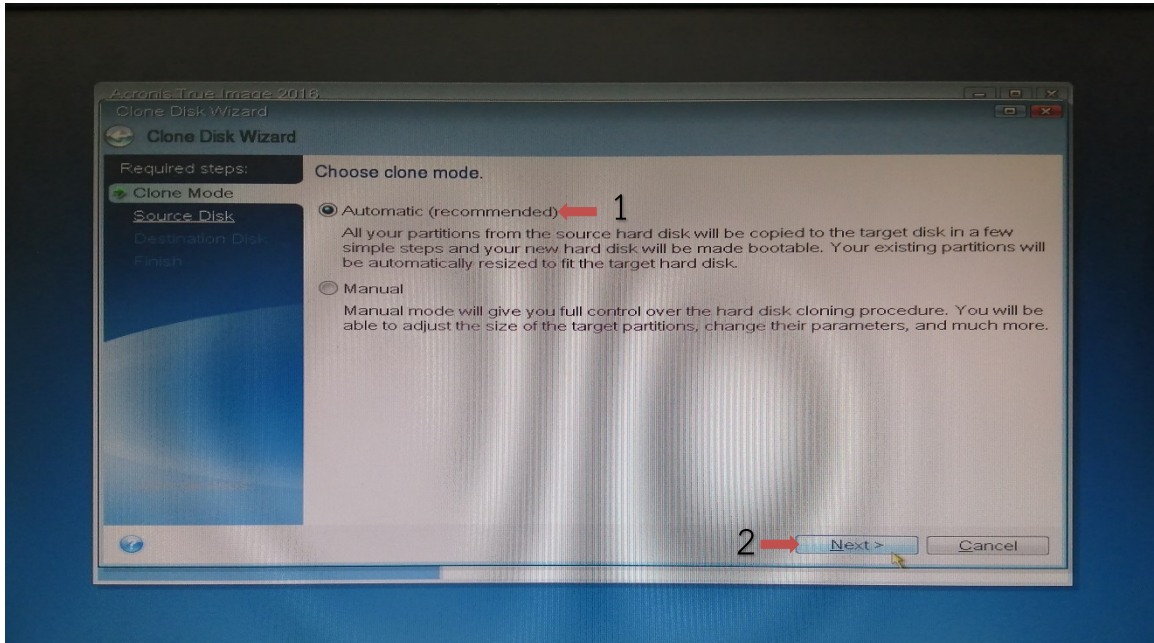 Acronis True Image 2016
Clone Disk Wizard
Clone Disk Wizard
Required steps:
Clone Mode
Source Disk
Destination Disk
Finish
Choose clone mode.
Automatic (recommended) 1
All your partitions from the source hard disk will be copied to the target disk in a few
simple steps and your new hard disk will be made bootable. Your existing partitions will
be automatically resized to fit the target hard disk.
Manual
Manual mode will give you full control over the hard disk cloning procedure. You will be
able to adjust the size of the target partitions, change their parameters, and much more.
2 Next > Cancel